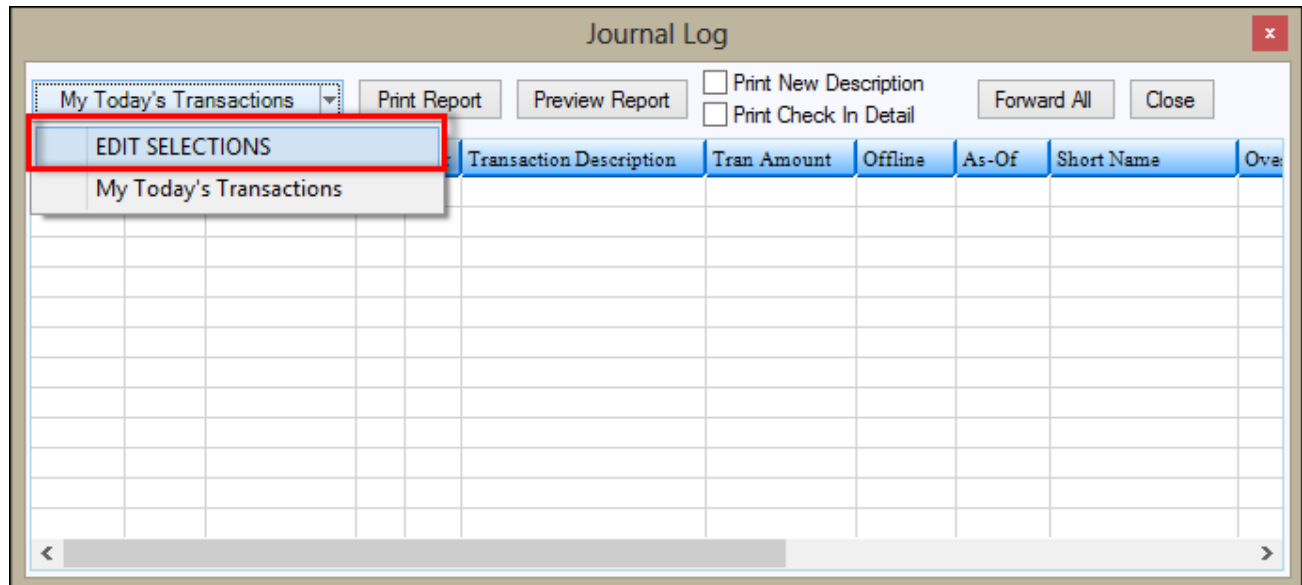 Journal Log
x
My Today's Transactions
Print Report
Preview Report
Print New Description
Print Check In Detail
Forward All
Close
EDIT SELECTIONS
My Today's Transactions
Transaction Description
Tran Amount
Offline
As-Of
Short Name